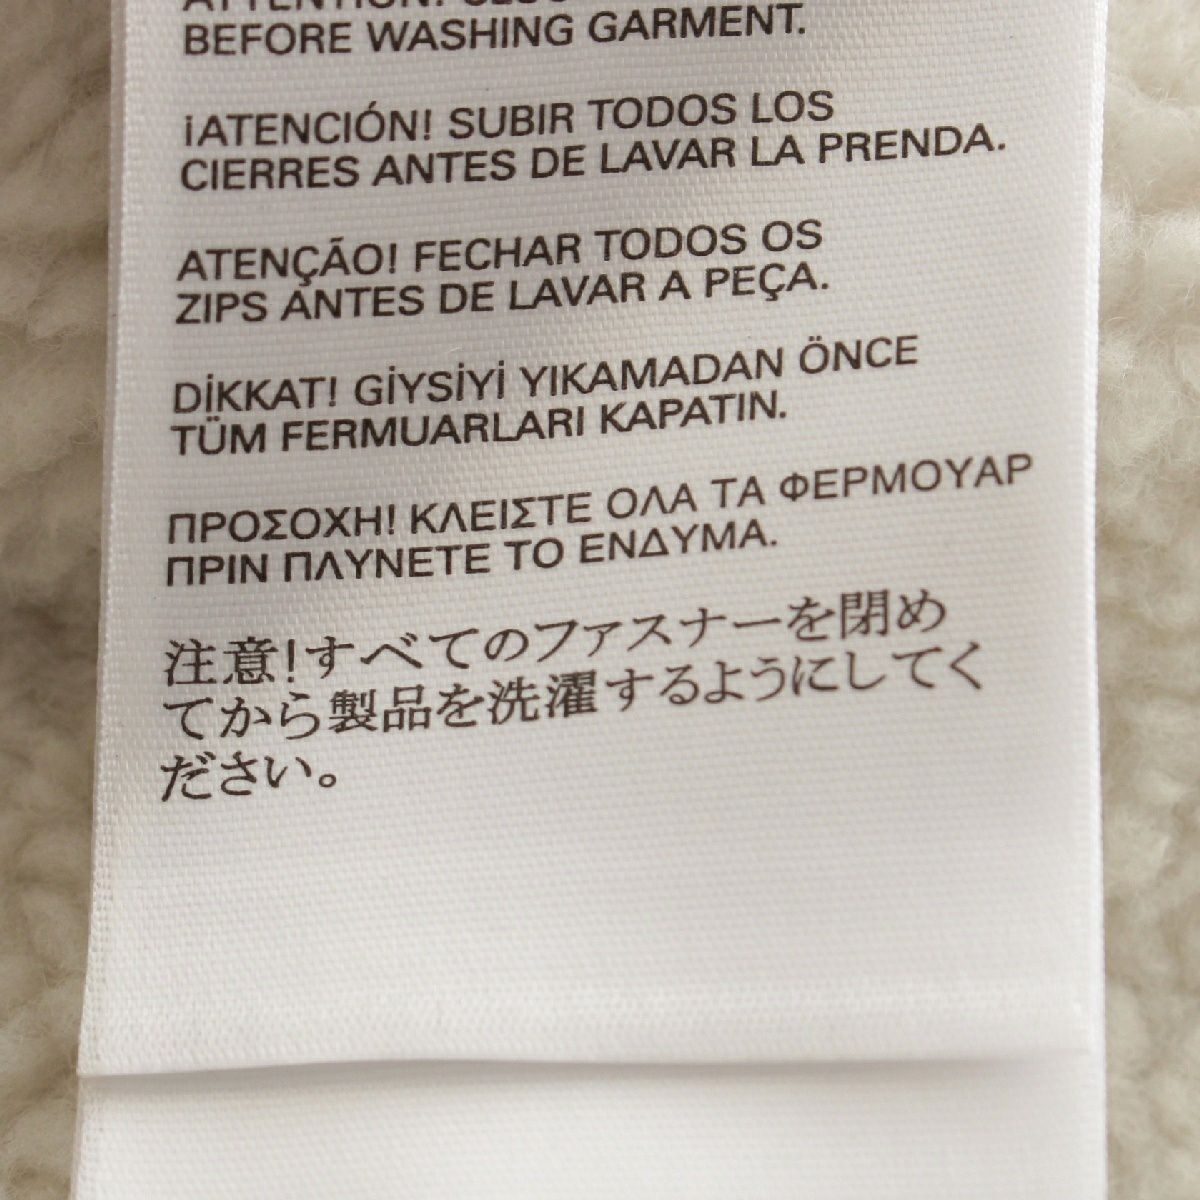 BEFORE WASHING GARMENT.
¡ATENCIÓN! SUBIR TODOS LOS
CIERRES ANTES DE LAVAR LA PRENDA.
ATENÇÃO! FECHAR TODOS OS
ZIPS ANTES DE LAVAR A PEÇA.
DİKKAT! GİYSİYİ YIKAMADAN ÖNCE
TÜM FERMUARLARI KAPATIN.
ΠΡΟΣΟΧΗ! ΚΛΕΙΣΤΕ ΟΛΑ ΤΑ ΦΕΡΜΟΥΑΡ
ΠΡΙΝ ΠΛΥΝΕΤΕ ΤΟ ΕΝΔΥΜΑ.
注意!すべてのファスナーを閉め
てから製品を洗濯するようにしてく
ださい。